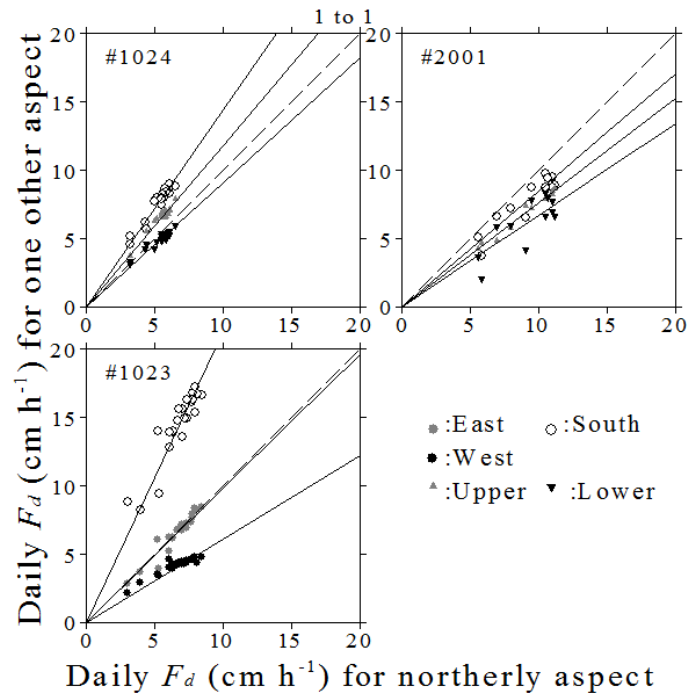 1 to 1
#1024
#2001
20
15
10
5
0
0 5 10 15 20
20
15
10
5
0
0 5 10 15 20
#1023
20
15
10
5
0
0 5 10 15 20
:East :South
:West
:Upper :Lower
Daily Fd (cm h-1) for one other aspect
Daily Fd (cm h-1) for northerly aspect